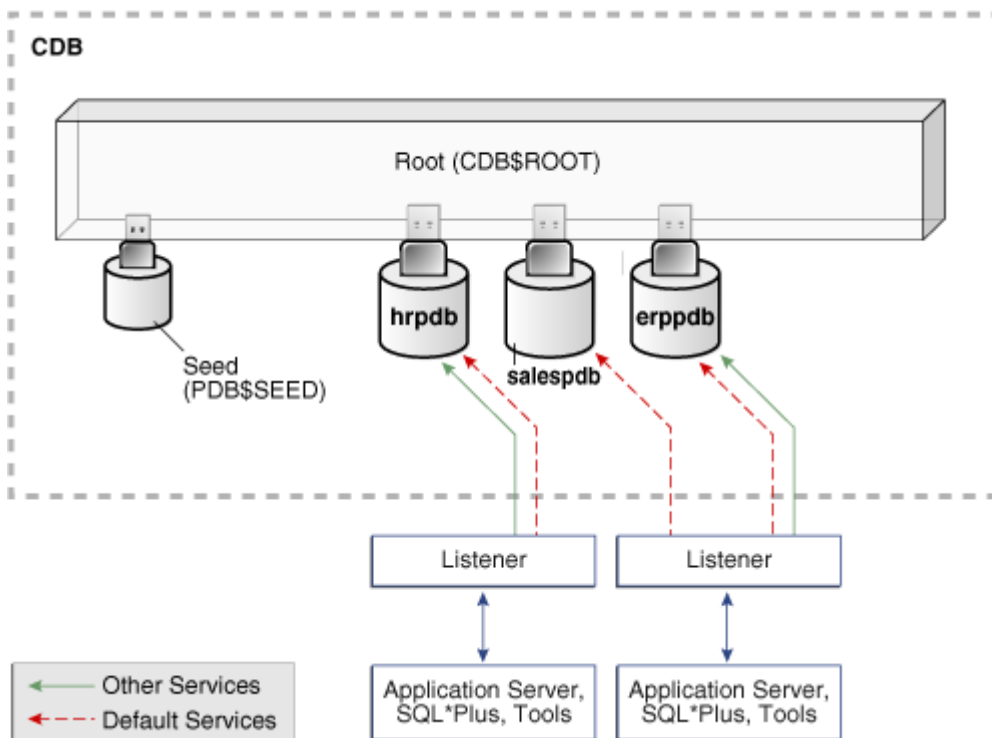 CDB
Root (CDB$ROOT)
hrpdb
erppdb
salespdb
Seed
(PDB$SEED)
Listener
Listener
Other Services
Default Services
Application Server,
SQL*Plus, Tools
Application Server,
SQL*Plus, Tools